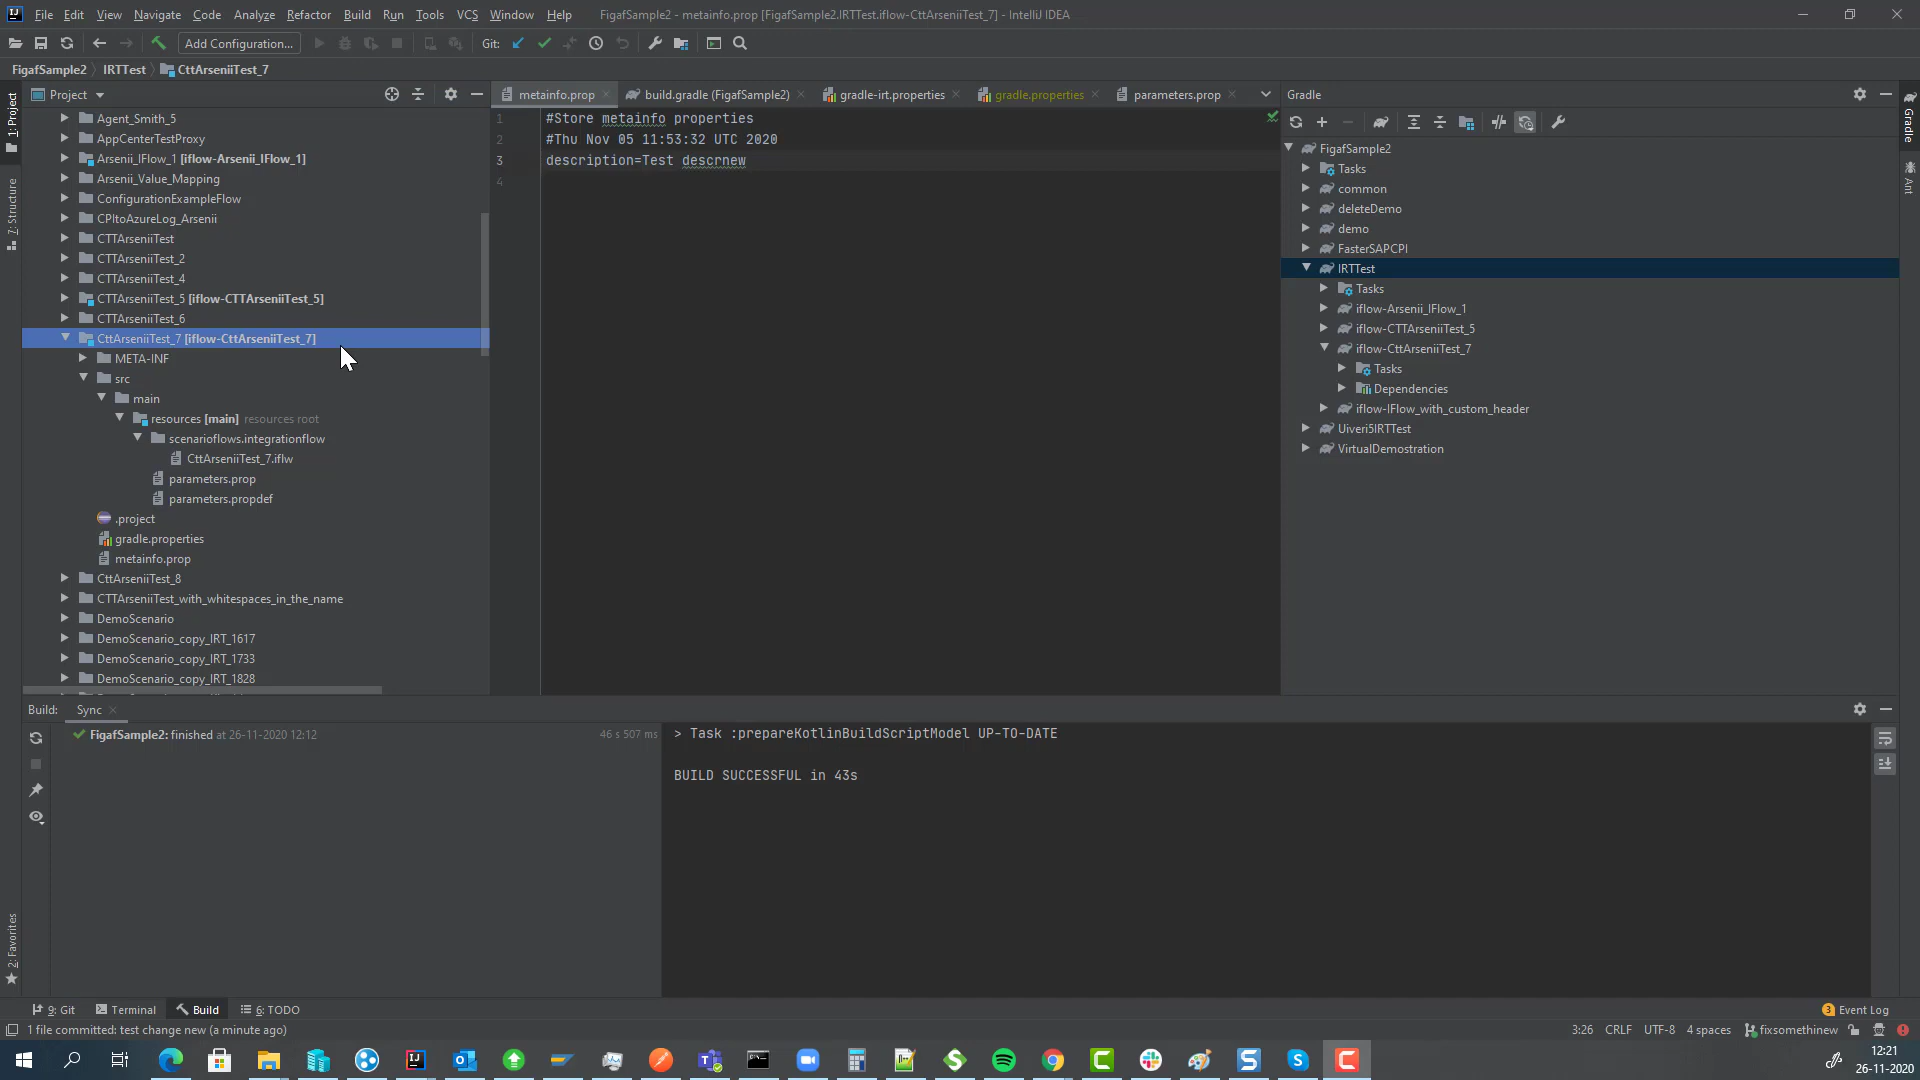 File Edit View Navigate Code Analyze Refactor Build Run Tools VCS Window Help FigafSample2 - metainfo.prop [FigafSample2.IRTTest.iflow-CttArseniiTest_7] - IntelliJ IDEA
Add Configuration... Git:
FigafSample2 IRTTest CttArseniiTest_7
1: Project
7: Structure
2: Favorites
Project
Agent_Smith_5
AppCenterTestProxy
Arsenii_IFlow_1 [iflow-Arsenii_IFlow_1]
Arsenii_Value_Mapping
ConfigurationExampleFlow
CPItoAzureLog_Arsenii
CTTArseniiTest
CTTArseniiTest_2
CTTArseniiTest_4
CTTArseniiTest_5 [iflow-CTTArseniiTest_5]
CTTArseniiTest_6
CttArseniiTest_7 [iflow-CttArseniiTest_7]
META-INF
src
main
resources [main] resources root
scenarioflows.integrationflow
CttArseniiTest_7.iflw
parameters.prop
parameters.propdef
.project
gradle.properties
metainfo.prop
CttArseniiTest_8
CTTArseniiTest_with_whitespaces_in_the_name
DemoScenario
DemoScenario_copy_IRT_1617
DemoScenario_copy_IRT_1733
DemoScenario_copy_IRT_1828
metainfo.prop build.gradle (FigafSample2) gradle-irt.properties gradle.properties parameters.prop
1 #Store metainfo properties
2 #Thu Nov 05 11:53:32 UTC 2020
3 description=Test descrnew
4
Gradle
FigafSample2
Tasks
common
deleteDemo
demo
FasterSAPCPI
IRTTest
Tasks
iflow-Arsenii_IFlow_1
iflow-CTTArseniiTest_5
iflow-CttArseniiTest_7
Tasks
Dependencies
iflow-IFlow_with_custom_header
Uiveri5IRTTest
VirtualDemostration
Gradle
Ant
Build: Sync
FigafSample2: finished at 26-11-2020 12:12 46 s 507 ms
> Task :prepareKotlinBuildScriptModel UP-TO-DATE
BUILD SUCCESSFUL in 43s
9: Git Terminal Build 6: TODO 3 Event Log
1 file committed: test change new (a minute ago) 3:26 CRLF UTF-8 4 spaces fixsomethinew
12:21
26-11-2020